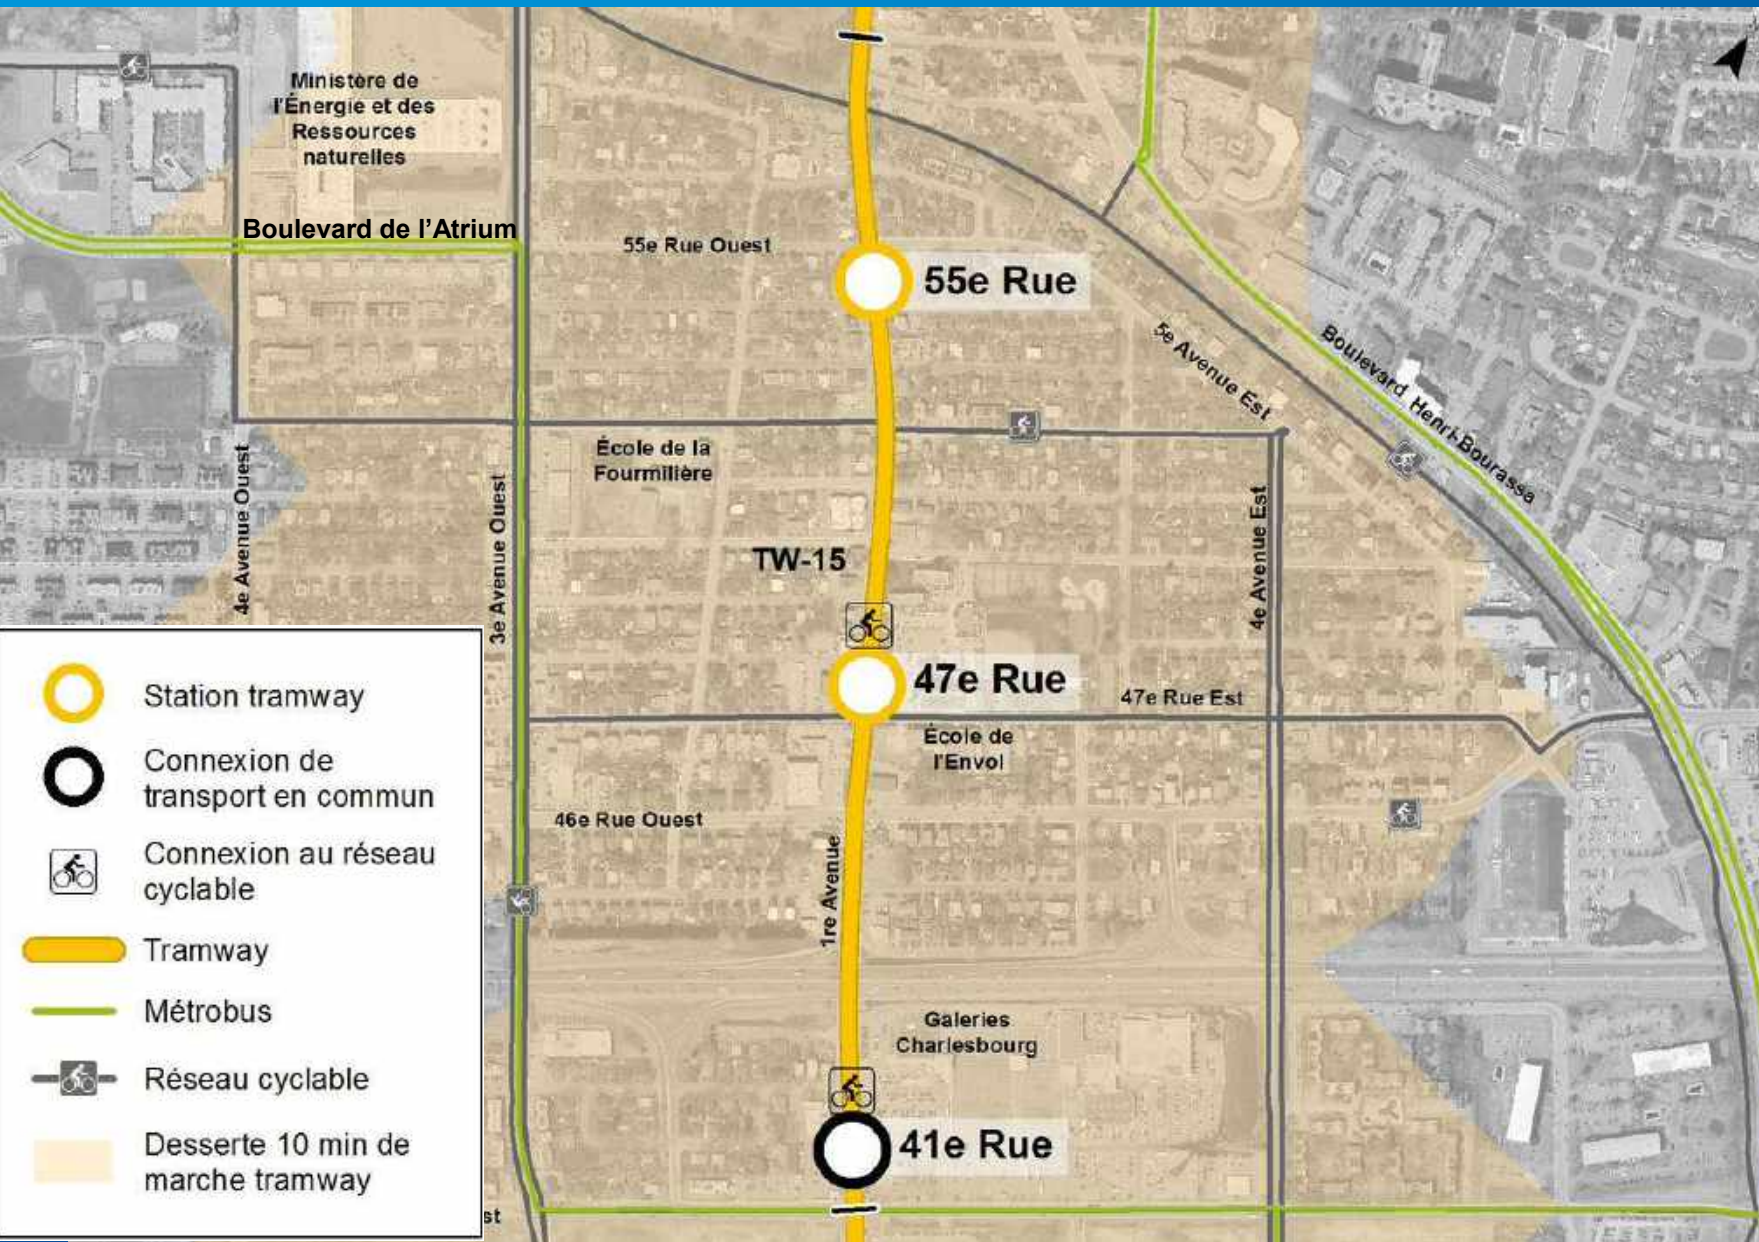 Ministère de
l'Énergie et des
Ressources
naturelles
Boulevard de l'Atrium
55e Rue Ouest
55e Rue
5e Avenue Est
Boulevard Henri-Bourassa
École de la
Fourmilière
4e Avenue Ouest
3e Avenue Ouest
4e Avenue Est
TW-15
47e Rue
47e Rue Est
École de
l'Envol
46e Rue Ouest
1re Avenue
Galeries
Charlesbourg
41e Rue
st
Station tramway
Connexion de
transport en commun
Connexion au réseau
cyclable
Tramway
Métrobus
Réseau cyclable
Desserte 10 min de
marche tramway